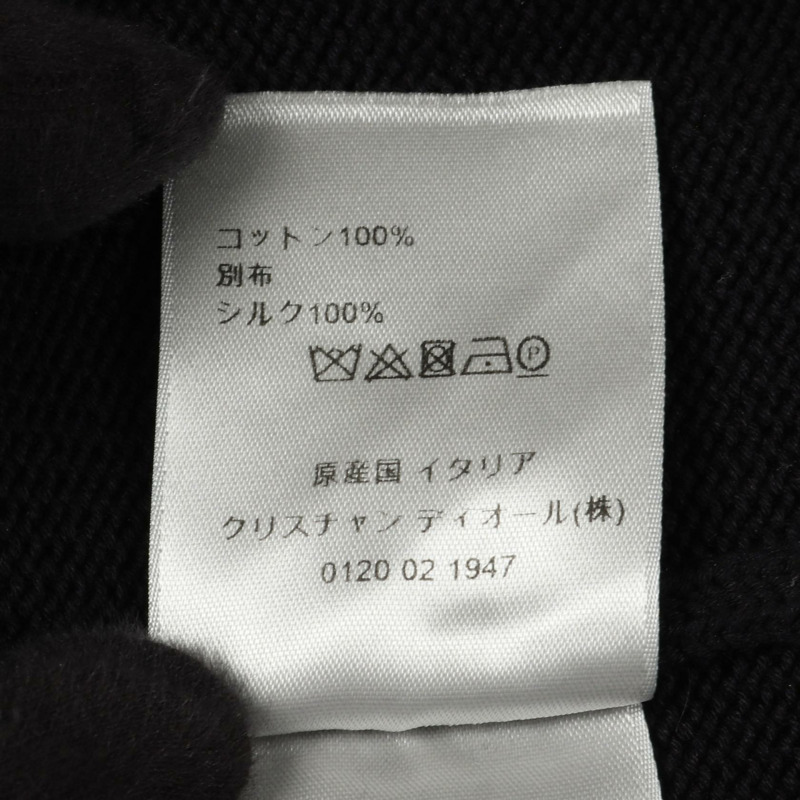 コットン100%
別布
シルク100%
P
原産国 イタリア
クリスチャン ディオール(株)
0120 02 1947